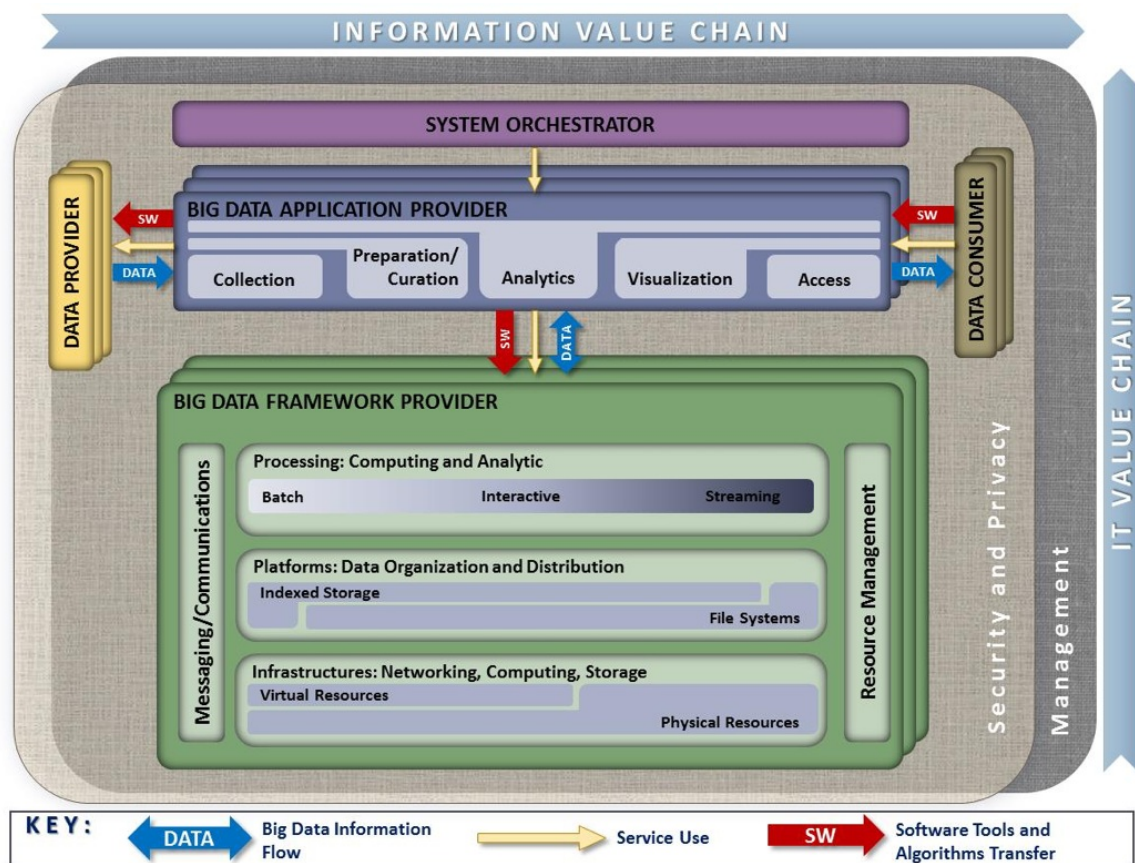 INFORMATION VALUE CHAIN
SYSTEM ORCHESTRATOR
DATA PROVIDER
SW
DATA
BIG DATA APPLICATION PROVIDER
Collection
Preparation/
Curation
Analytics
Visualization
Access
SW
DATA
DATA CONSUMER
SW
DATA
BIG DATA FRAMEWORK PROVIDER
Messaging/Communications
Processing: Computing and Analytic
Batch
Interactive
Streaming
Platforms: Data Organization and Distribution
Indexed Storage
File Systems
Infrastructures: Networking, Computing, Storage
Virtual Resources
Physical Resources
Resource Management
Security and Privacy
Management
IT VALUE CHAIN
KEY:
DATA
Big Data Information
Flow
Service Use
SW
Software Tools and
Algorithms Transfer